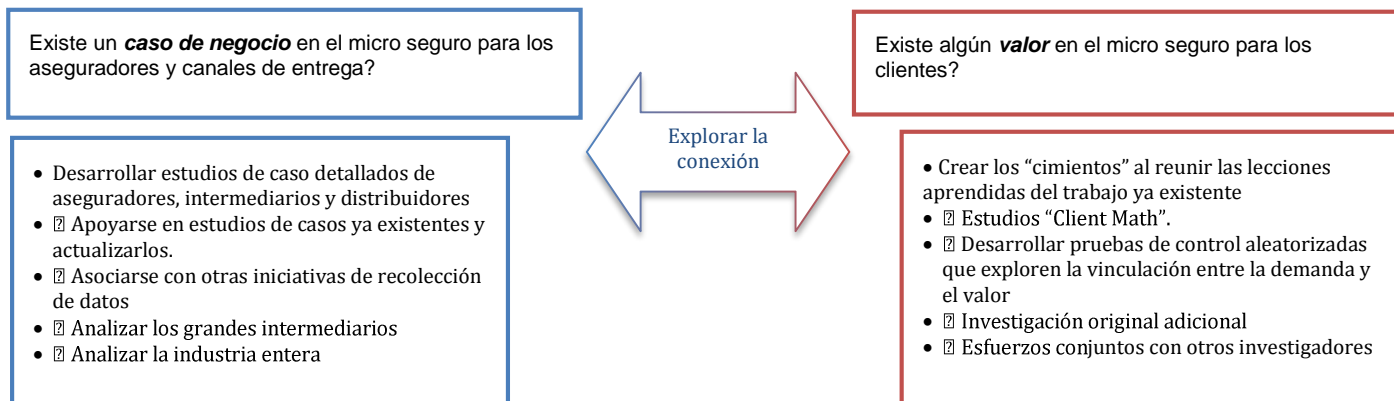 Existe un caso de negocio en el micro seguro para los
aseguradores y canales de entrega?
• Desarrollar estudios de caso detallados de
aseguradores, intermediarios y distribuidores
• ⍰ Apoyarse en estudios de casos ya existentes y
actualizarlos.
• ⍰ Asociarse con otras iniciativas de recolección
de datos
• ⍰ Analizar los grandes intermediarios
• ⍰ Analizar la industria entera
Explorar la
conexión
Existe algún valor en el micro seguro para los
clientes?
• Crear los “cimientos” al reunir las lecciones
aprendidas del trabajo ya existente
• ⍰ Estudios “Client Math”.
• ⍰ Desarrollar pruebas de control aleatorizadas
que exploren la vinculación entre la demanda y
el valor
• ⍰ Investigación original adicional
• ⍰ Esfuerzos conjuntos con otros investigadores